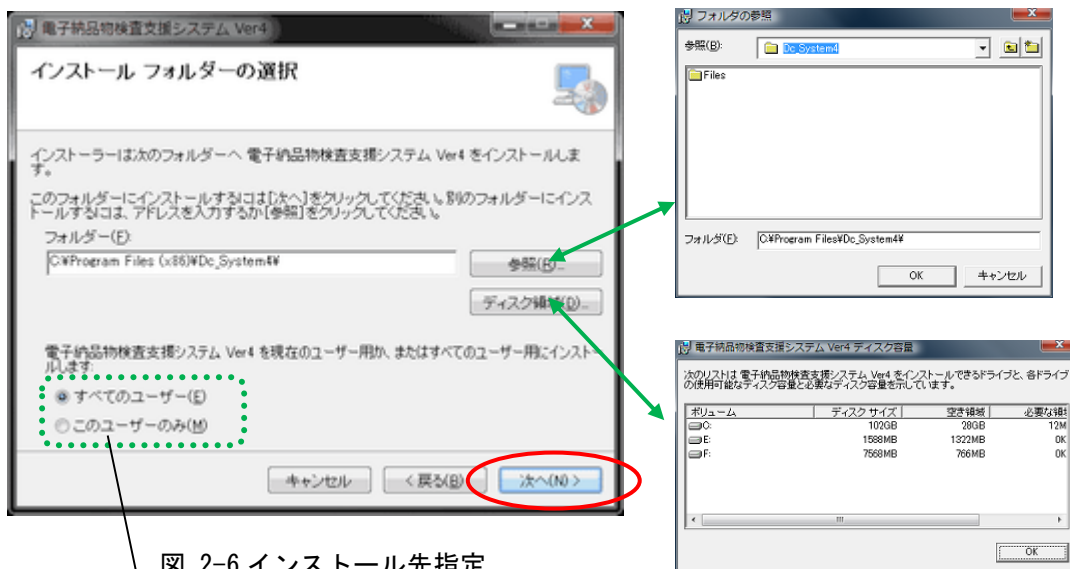 電子納品物検査支援システム Ver4
インストール フォルダーの選択
インストーラーは次のフォルダーへ 電子納品物検査支援システム Ver4 をインストールしま
す。
このフォルダーにインストールするには[次へ]をクリックしてください。別のフォルダーにインス
トールするには、アドレスを入力するか[参照]をクリックしてください。
フォルダー(F):
C:¥Program Files (x86)¥Dc_System4¥
参照(R)...
ディスク領域(D)...
電子納品物検査支援システム Ver4 を現在のユーザー用か、またはすべてのユーザー用にインストー
ルします:
すべてのユーザー(E)
このユーザーのみ(M)
キャンセル
< 戻る(B)
次へ(N) >
図 2-6 インストール先指定
フォルダの参照
参照(B):
Dc_System4
Files
フォルダ(F):
C:¥Program Files¥Dc_System4¥
OK
キャンセル
電子納品物検査支援システム Ver4 ディスク容量
次のリストは 電子納品物検査支援システム Ver4 をインストールできるドライブと、各ドライブ
の使用可能なディスク容量と必要なディスク容量を示しています。
ボリューム ディスク サイズ 空き領域 必要な領域
C: 102GB 28GB 12M
E: 1588MB 1322MB 0K
F: 7568MB 766MB 0K
OK